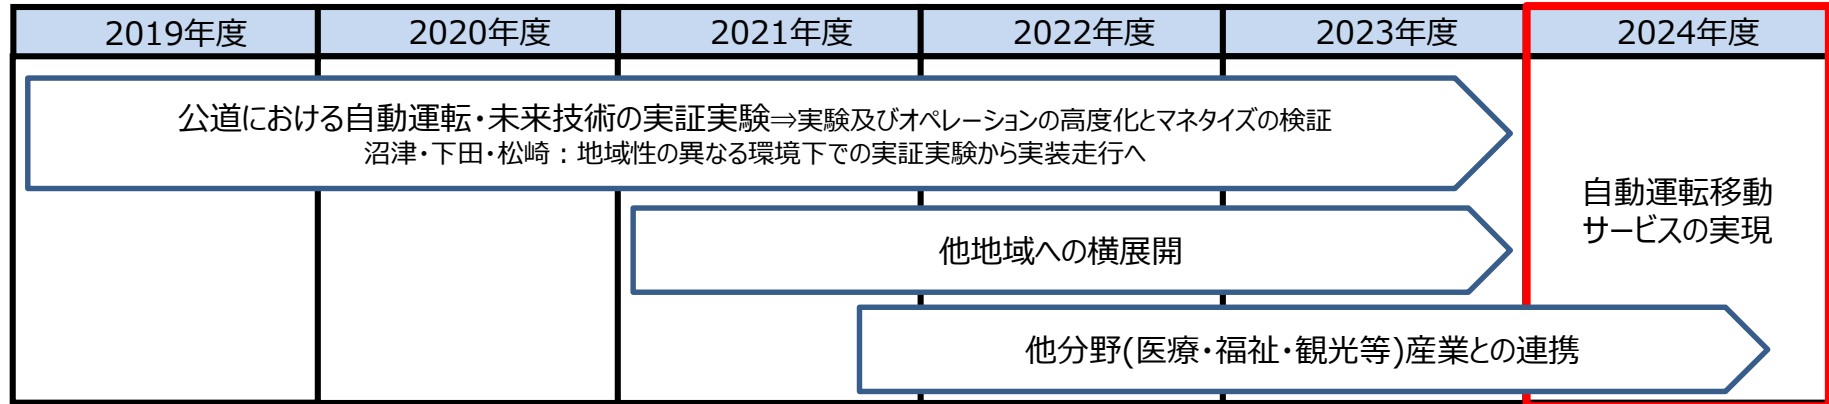 2019年度
2020年度
2021年度
2022年度
2023年度
2024年度
公道における自動運転・未来技術の実証実験⇒実験及びオペレーションの高度化とマネタイズの検証
沼津・下田・松崎：地域性の異なる環境下での実証実験から実装走行へ
他地域への横展開
他分野(医療・福祉・観光等)産業との連携
自動運転移動
サービスの実現